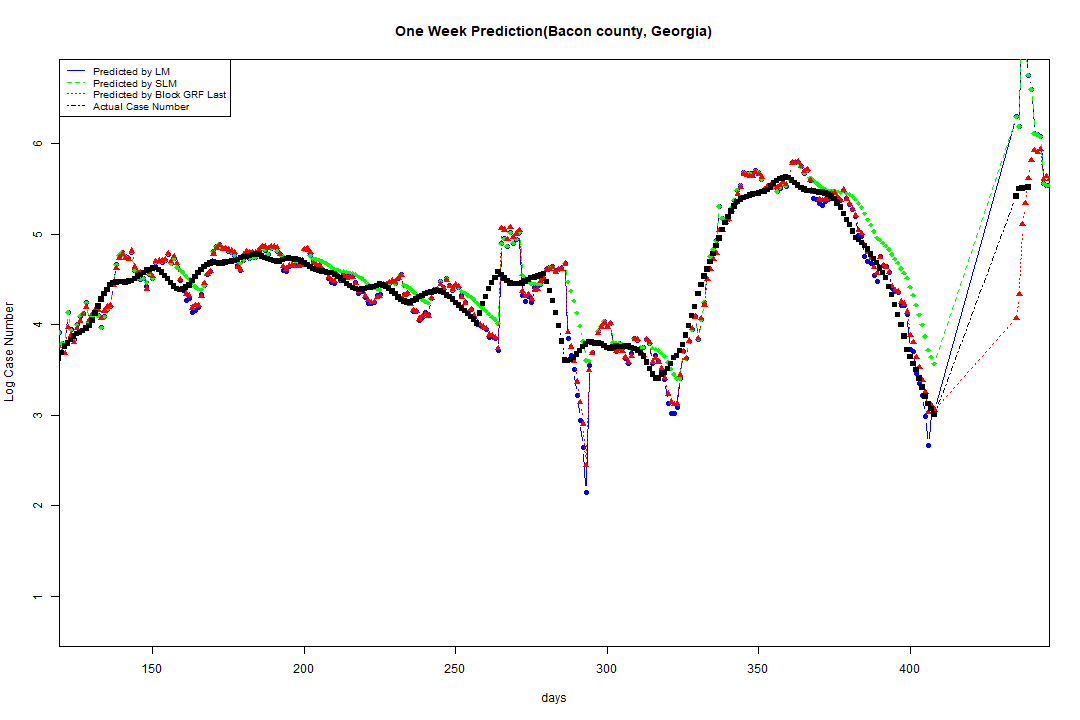 One Week Prediction(Bacon county, Georgia)
Predicted by LM
Predicted by SLM
Predicted by Block GRF Last
Actual Case Number
Log Case Number
6
5
4
3
2
1
150 200 250 300 350 400
days